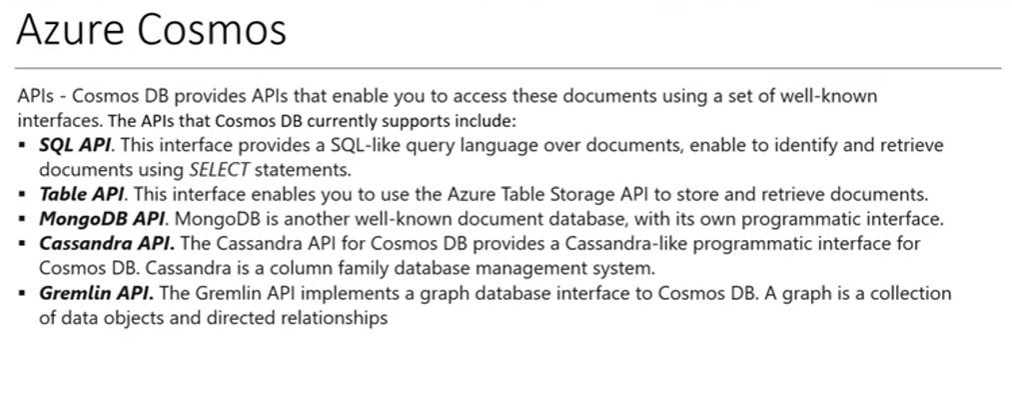 Azure Cosmos
APIs - Cosmos DB provides APIs that enable you to access these documents using a set of well-known
interfaces. The APIs that Cosmos DB currently supports include:
▪ SQL API. This interface provides a SQL-like query language over documents, enable to identify and retrieve
documents using SELECT statements.
▪ Table API. This interface enables you to use the Azure Table Storage API to store and retrieve documents.
▪ MongoDB API. MongoDB is another well-known document database, with its own programmatic interface.
▪ Cassandra API. The Cassandra API for Cosmos DB provides a Cassandra-like programmatic interface for
Cosmos DB. Cassandra is a column family database management system.
▪ Gremlin API. The Gremlin API implements a graph database interface to Cosmos DB. A graph is a collection
of data objects and directed relationships